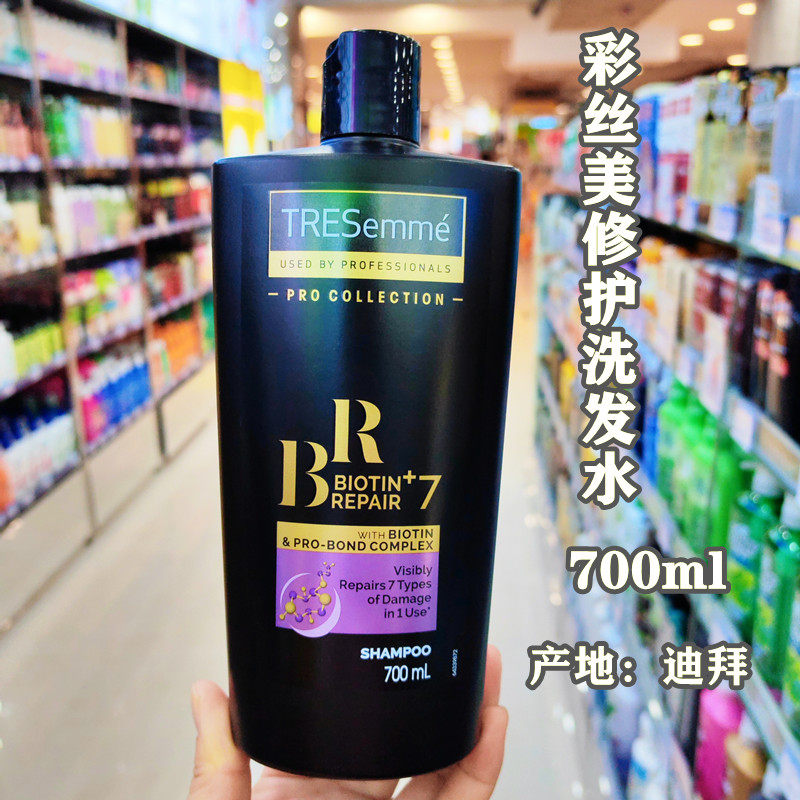 TRESemmé
USED BY PROFESSIONALS
PRO COLLECTION
BR
BIOTIN+7
REPAIR
WITH BIOTIN
& PRO-BOND COMPLEX
Visibly
Repairs 7 Types
of Damage
in 1 Use*
SHAMPOO
700 mL
64039872
彩丝美修护洗发水
700ml
产地：迪拜